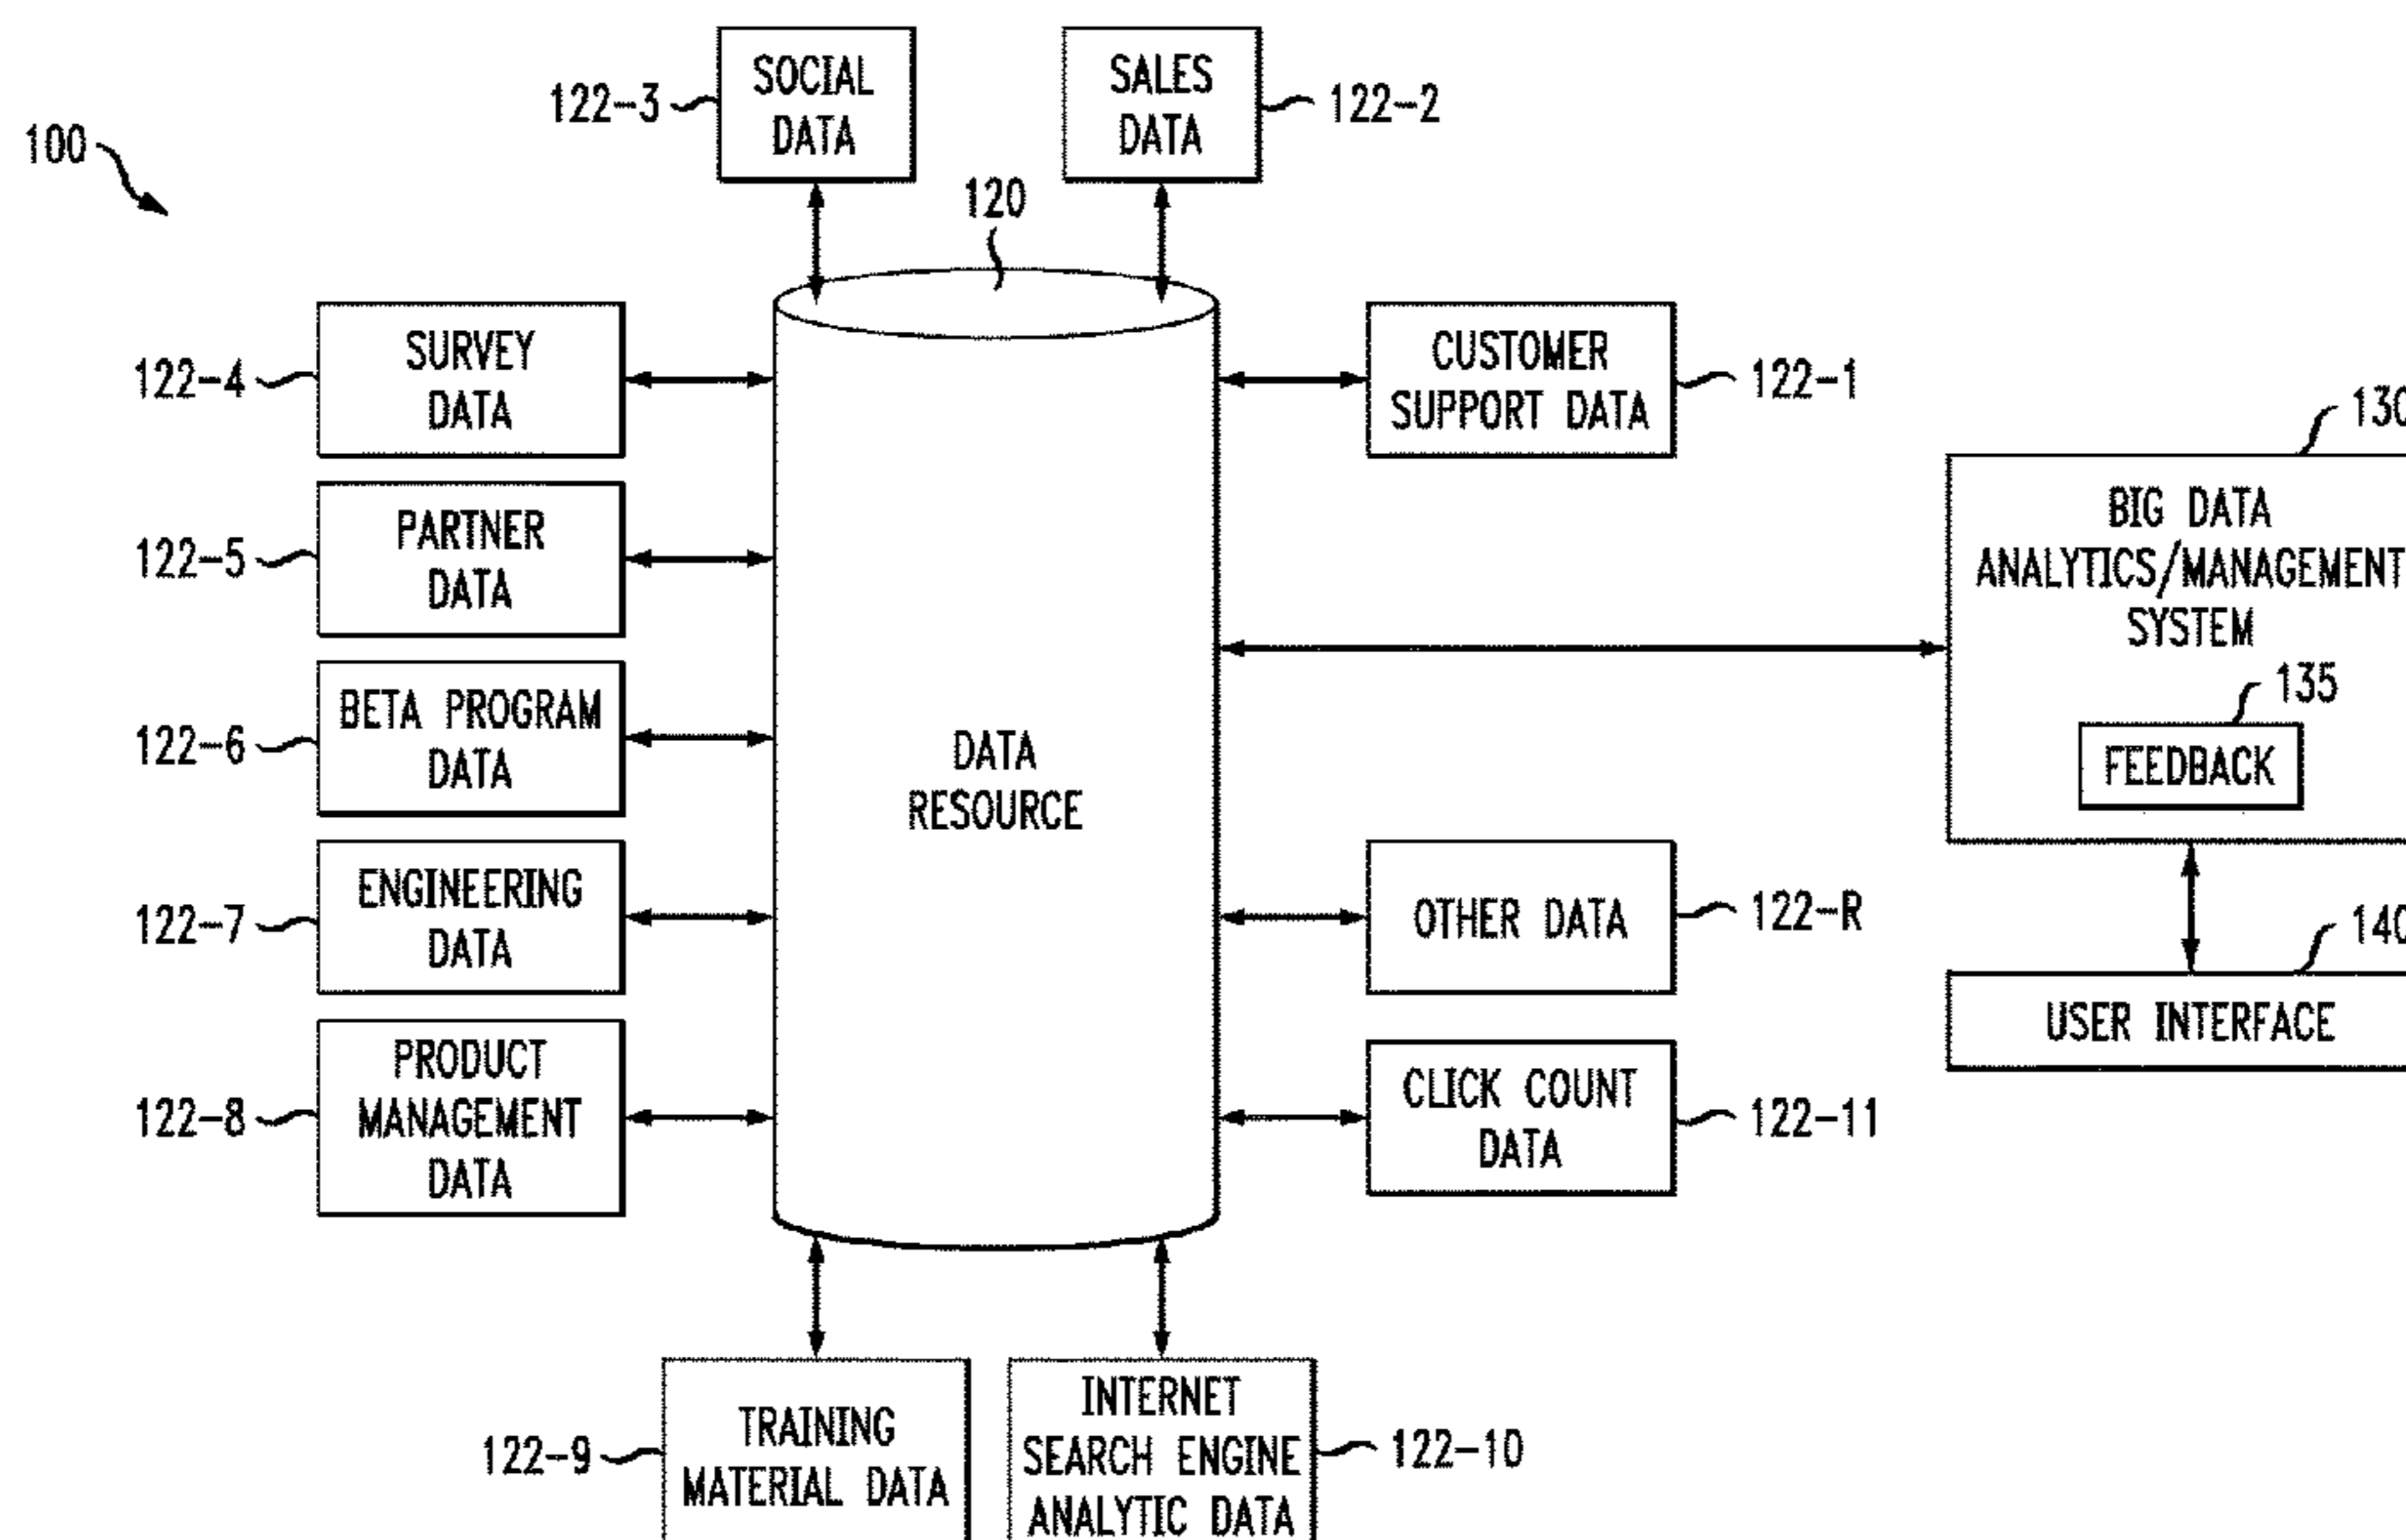 100
122-3
SOCIAL
DATA
SALES
DATA
122-2
120
122-4
SURVEY
DATA
CUSTOMER
SUPPORT DATA
122-1
122-5
PARTNER
DATA
130
BIG DATA
ANALYTICS/MANAGEMENT
SYSTEM
135
FEEDBACK
122-6
BETA PROGRAM
DATA
DATA
RESOURCE
122-7
ENGINEERING
DATA
OTHER DATA
122-R
140
USER INTERFACE
122-8
PRODUCT
MANAGEMENT
DATA
CLICK COUNT
DATA
122-11
122-9
TRAINING
MATERIAL DATA
INTERNET
SEARCH ENGINE
ANALYTIC DATA
122-10